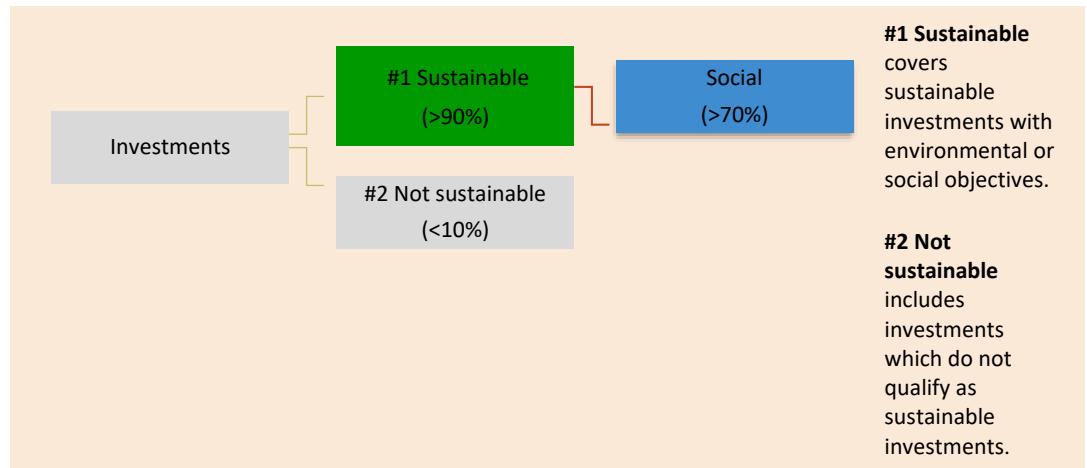 Investments
#1 Sustainable
(>90%)
#2 Not sustainable
(<10%)
Social
(>70%)
#1 Sustainable
covers
sustainable
investments with
environmental or
social objectives.
#2 Not
sustainable
includes
investments
which do not
qualify as
sustainable
investments.